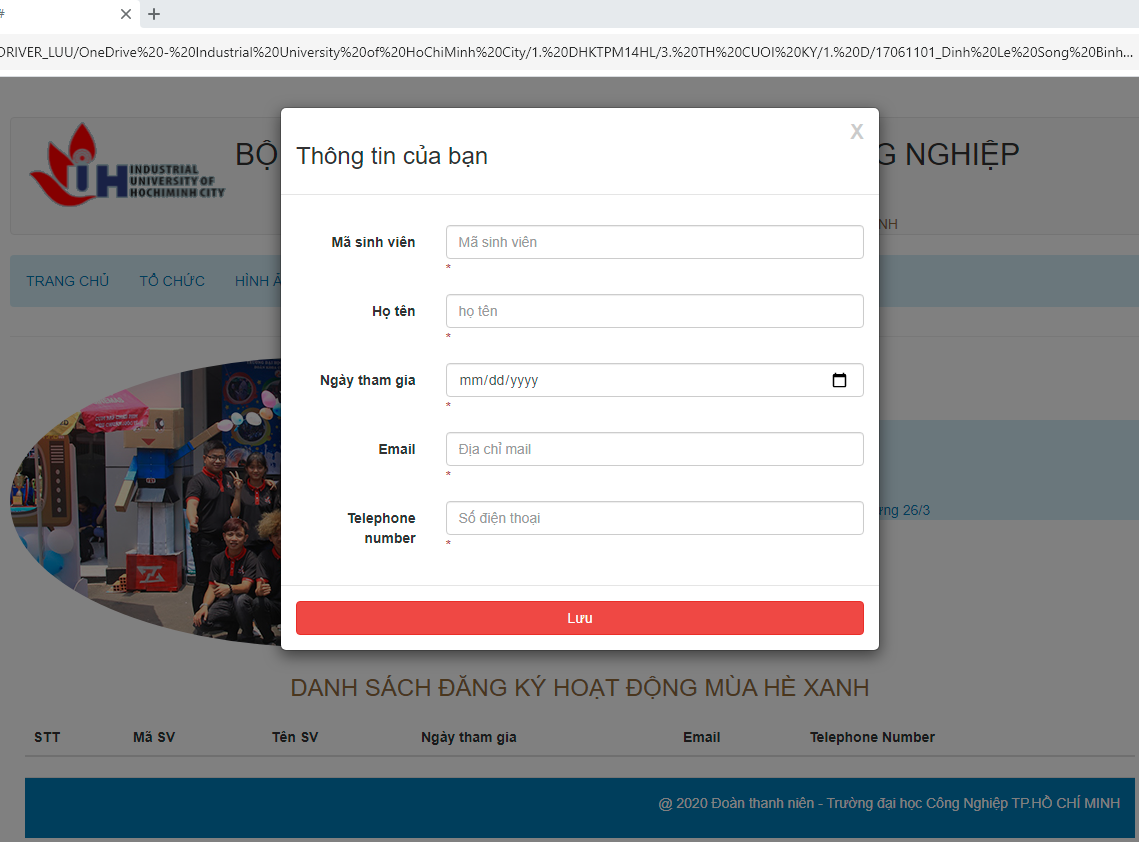 #
DRIVER_LUU/OneDrive%20-%20Industrial%20University%20of%20HoChiMinh%20City/1.%20DHKTPM14HL/3.%20TH%20CUOI%20KY/1.%20D/17061101_Dinh%20Le%20Song%20Binh...
X
INDUSTRIAL
UNIVERSITY OF
HOCHIMINH CITY
BỘ
G NGHIỆP
Thông tin của bạn
NH
Mã sinh viên Mã sinh viên
*
TRANG CHỦ TỔ CHỨC HÌNH Ả
Họ tên họ tên
*
Ngày tham gia mm/dd/yyyy
*
Email Địa chỉ mail
*
ng 26/3
Telephone number Số điện thoại
*
Lưu
DANH SÁCH ĐĂNG KÝ HOẠT ĐỘNG MÙA HÈ XANH
STT Mã SV Tên SV Ngày tham gia Email Telephone Number
@ 2020 Đoàn thanh niên - Trường đại học Công Nghiệp TP.HỒ CHÍ MINH